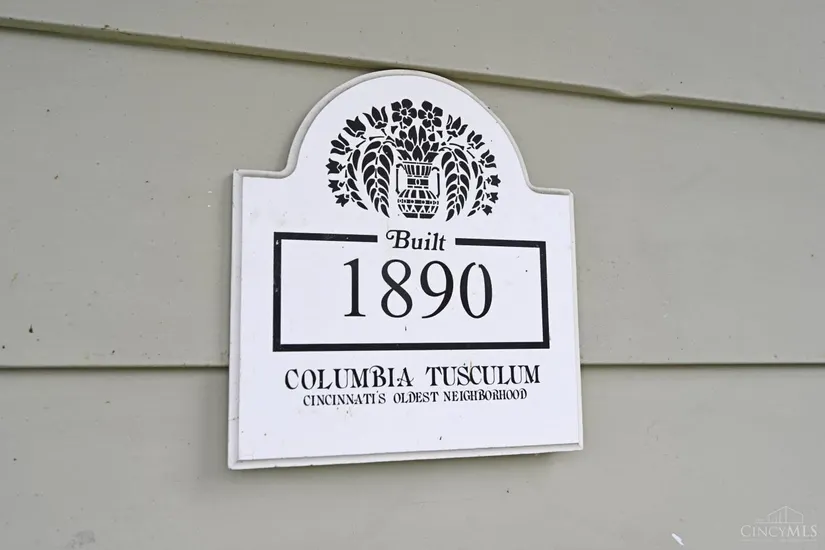 Built
1890
COLUMBIA TUSCULUM
CINCINNATI'S OLDEST NEIGHBORHOOD
CINCYMLS